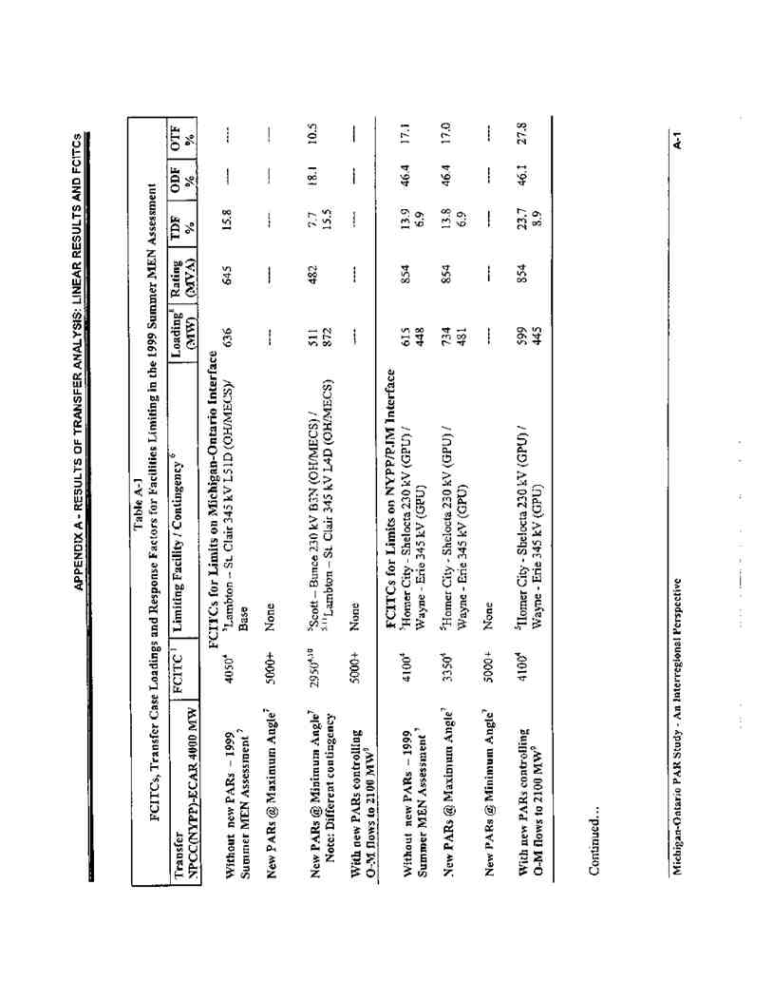 APPENDIX A - RESULTS OF TRANSFER ANALYSIS: LINEAR RESULTS AND FCITCs
Table A-1
FCITCs, Transfer Case Loadings and Response Factors for Facilities Limiting in the 1999 Summer MEN Assessment
Transfer NPCC(NYPP)-ECAR 4000 MW FCITC¹ Limiting Facility / Contingency ⁶ Loading⁸ (MW) Rating (MVA) TDF % ODF % OTF %
FCITCs for Limits on Michigan-Ontario Interface
Without new PARs – 1999 4050⁴ ⁵Lambton – St. Clair 345 kV L51D (OH/MECS)/ 636 645 15.8 ---- ----
Summer MEN Assessment ⁷ Base
New PARs @ Maximum Angle⁷ 5000+ None ---- ---- ---- ---- ----
New PARs @ Minimum Angle⁷ 2950⁴·¹⁰ ⁵Scott – Bunce 230 kV B3N (OH/MECS) / 511 482 7.7 18.1 10.5
Note: Different contingency ⁵·¹¹Lambton – St. Clair 345 kV L4D (OH/MECS) 872 15.5
With new PARs controlling 5000+ None ---- ---- ---- ---- ----
O-M flows to 2100 MW⁹
FCITCs for Limits on NYPP/PJM Interface
Without new PARs – 1999 4100⁴ ⁵Homer City - Shelocta 230 kV (GPU) / 615 854 13.9 46.4 17.1
Summer MEN Assessment ⁷ Wayne - Erie 345 kV (GPU) 448 6.9
New PARs @ Maximum Angle⁷ 3350⁴ ⁵Homer City - Shelocta 230 kV (GPU) / 734 854 13.8 46.4 17.0
Wayne - Erie 345 kV (GPU) 481 6.9
New PARs @ Minimum Angle⁷ 5000+ None ---- ---- ---- ---- ----
With new PARs controlling 4100⁴ ⁵Homer City - Shelocta 230 kV (GPU) / 599 854 23.7 46.1 27.8
O-M flows to 2100 MW⁹ Wayne - Erie 345 kV (GPU) 445 8.9
Continued...
Michigan-Ontario PAR Study - An Interregional Perspective A-1